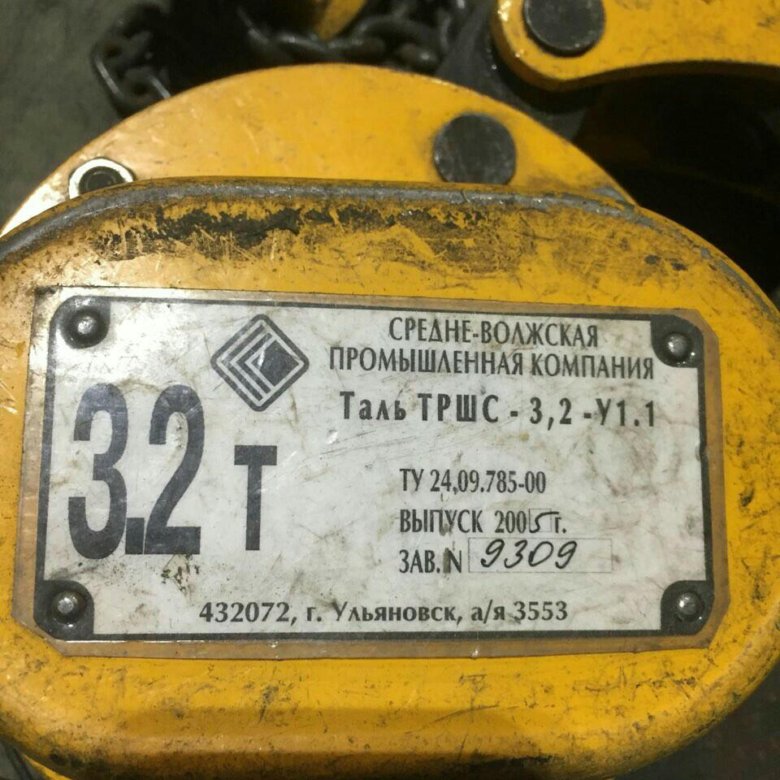 3.2 т
СРЕДНЕ-ВОЛЖСКАЯ
ПРОМЫШЛЕННАЯ КОМПАНИЯ
Таль ТРШС - 3,2 -У1.1
ТУ 24.09.785-00
ВЫПУСК 2005 г.
ЗАВ. N 9309
432072, г. Ульяновск, а/я 3553